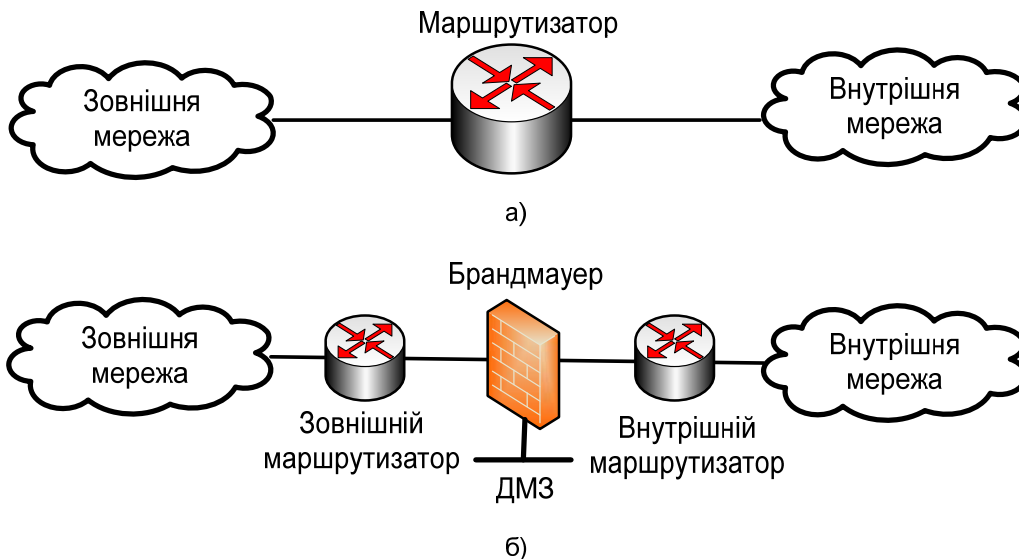 Маршрутизатор
Зовнішня
мережа
Внутрішня
мережа
а)
Брандмауер
Зовнішня
мережа
Внутрішня
мережа
Зовнішній
маршрутизатор
Внутрішній
маршрутизатор
ДМЗ
б)